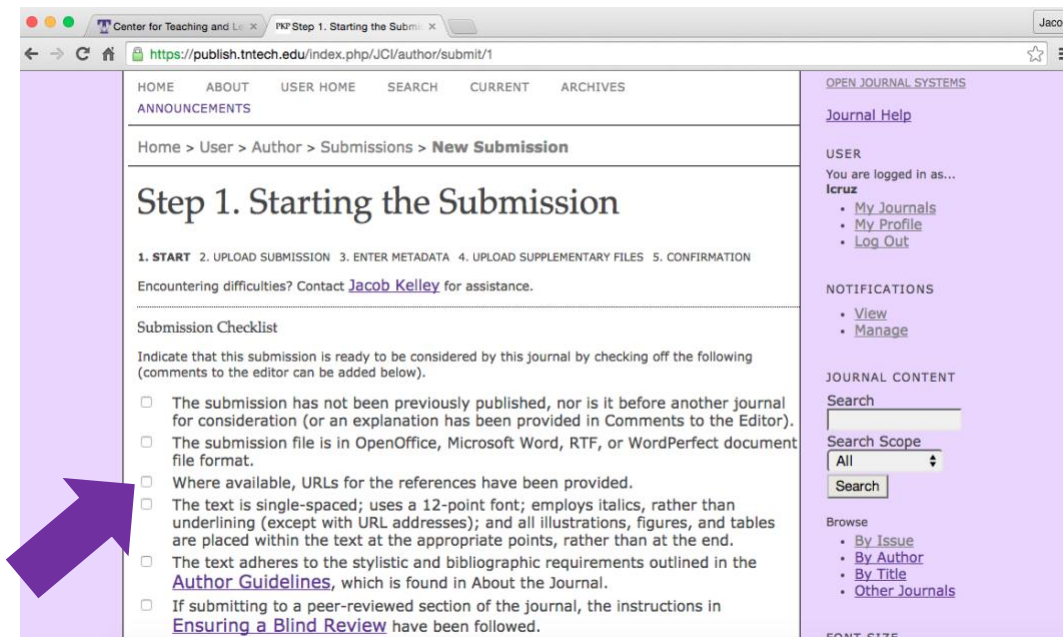 Center for Teaching and Le
Step 1. Starting the Submi
Jaco
https://publish.tntech.edu/index.php/JCI/author/submit/1
HOME ABOUT USER HOME SEARCH CURRENT ARCHIVES
ANNOUNCEMENTS
Home > User > Author > Submissions > New Submission
Step 1. Starting the Submission
1. START 2. UPLOAD SUBMISSION 3. ENTER METADATA 4. UPLOAD SUPPLEMENTARY FILES 5. CONFIRMATION
Encountering difficulties? Contact Jacob Kelley for assistance.
Submission Checklist
Indicate that this submission is ready to be considered by this journal by checking off the following
(comments to the editor can be added below).
The submission has not been previously published, nor is it before another journal
for consideration (or an explanation has been provided in Comments to the Editor).
The submission file is in OpenOffice, Microsoft Word, RTF, or WordPerfect document
file format.
Where available, URLs for the references have been provided.
The text is single-spaced; uses a 12-point font; employs italics, rather than
underlining (except with URL addresses); and all illustrations, figures, and tables
are placed within the text at the appropriate points, rather than at the end.
The text adheres to the stylistic and bibliographic requirements outlined in the
Author Guidelines, which is found in About the Journal.
If submitting to a peer-reviewed section of the journal, the instructions in
Ensuring a Blind Review have been followed.
OPEN JOURNAL SYSTEMS
Journal Help
USER
You are logged in as...
lcruz
My Journals
My Profile
Log Out
NOTIFICATIONS
View
Manage
JOURNAL CONTENT
Search
Search Scope
All
Search
Browse
By Issue
By Author
By Title
Other Journals
FONT SIZE